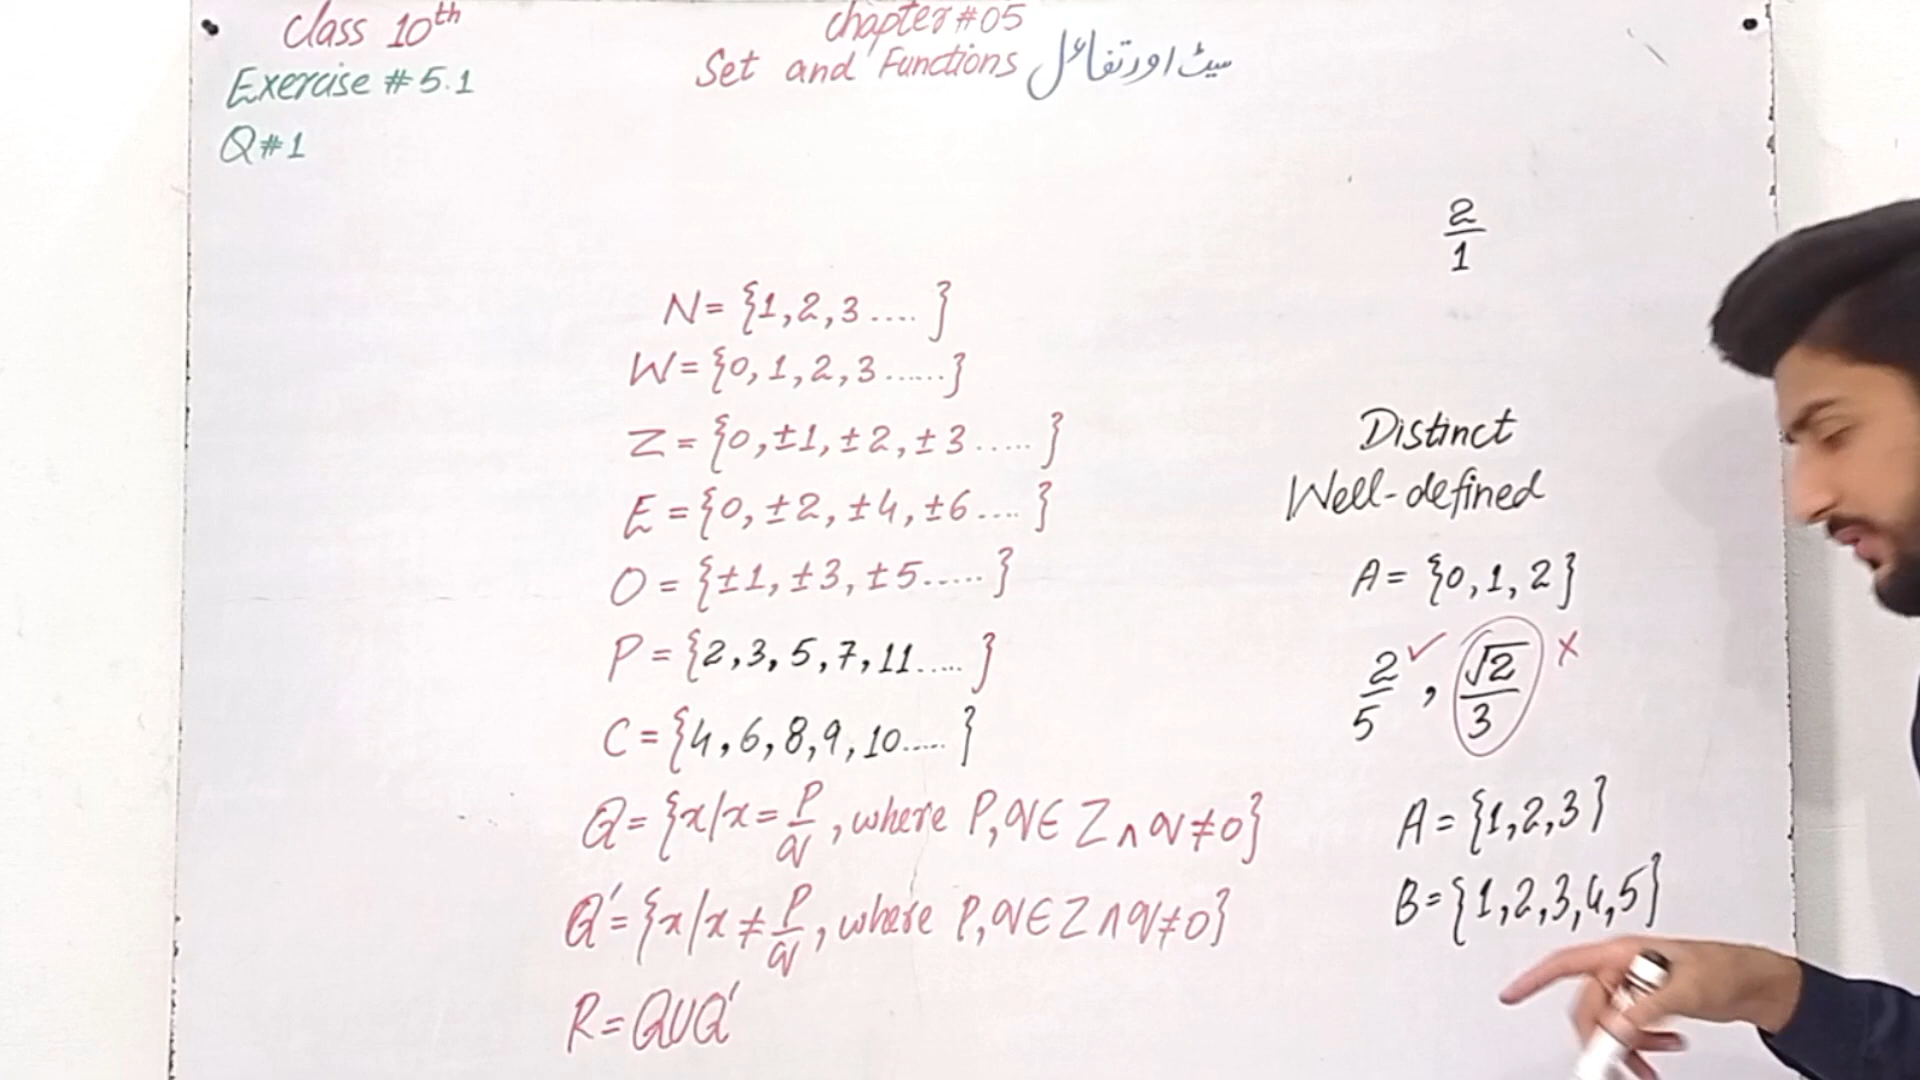 Class 10th
Exercise # 5.1
Q # 1
chapter # 05
Set and Functions سیٹ اور تفاعل
N = {1, 2, 3 .... }
W = {0, 1, 2, 3 ...... }
Z = {0, ±1, ±2, ±3 ..... }
E = {0, ±2, ±4, ±6 .... }
O = {±1, ±3, ±5 ..... }
P = {2, 3, 5, 7, 11 ..... }
C = {4, 6, 8, 9, 10 ..... }
Q = {x/x = P/q, where P, q ∈ Z ∧ q ≠ 0}
Q′ = {x/x ≠ P/q, where P, q ∈ Z ∧ q ≠ 0}
R = Q∪Q′
2/1
Distinct
Well-defined
A = {0, 1, 2}
2/5 ✓, √2/3 ×
A = {1, 2, 3}
B = {1, 2, 3, 4, 5}